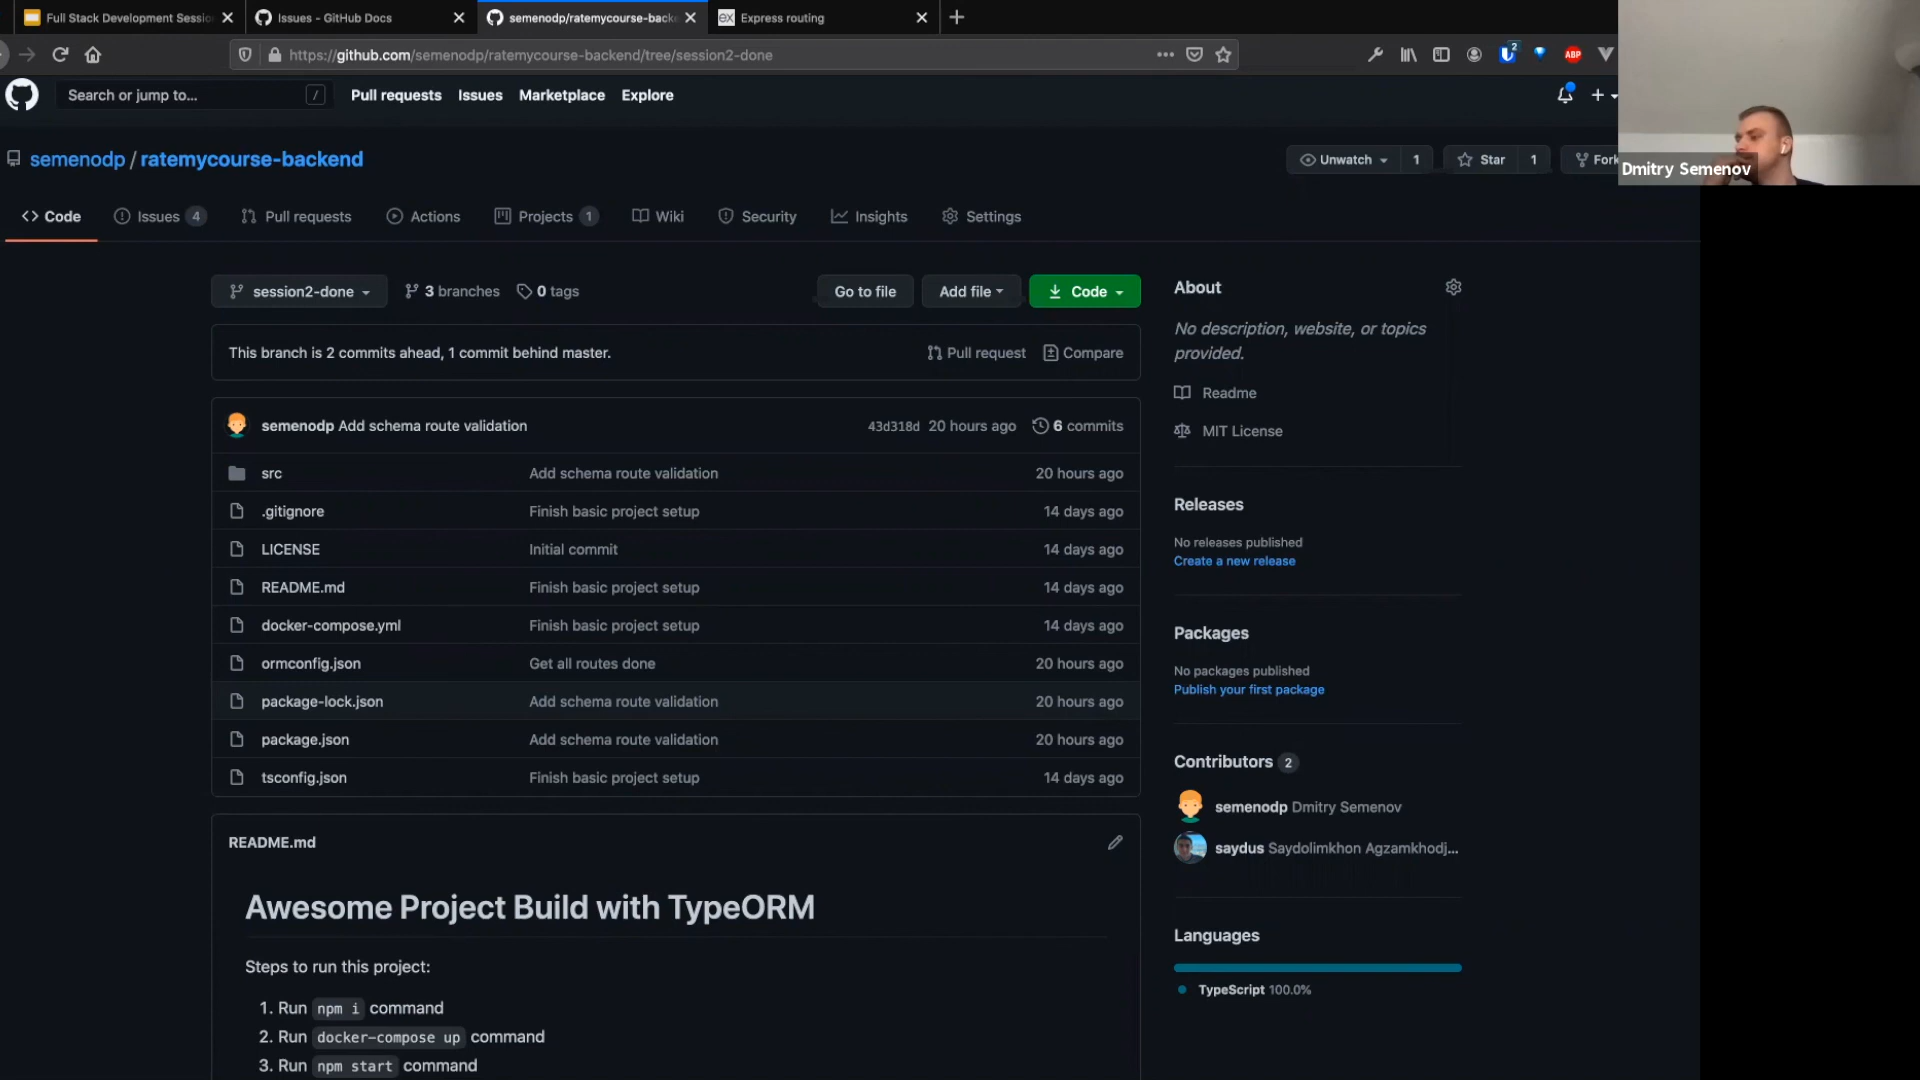 Full Stack Development Sessio
Issues - GitHub Docs
semenodp/ratemycourse-backe
ex Express routing
https://github.com/semenodp/ratemycourse-backend/tree/session2-done
2
ABP
Search or jump to... /
Pull requests Issues Marketplace Explore
semenodp / ratemycourse-backend
Unwatch 1 Star 1 Fork
Dmitry Semenov
Code Issues 4 Pull requests Actions Projects 1 Wiki Security Insights Settings
session2-done 3 branches 0 tags Go to file Add file Code
This branch is 2 commits ahead, 1 commit behind master. Pull request Compare
semenodp Add schema route validation 43d318d 20 hours ago 6 commits
src Add schema route validation 20 hours ago
.gitignore Finish basic project setup 14 days ago
LICENSE Initial commit 14 days ago
README.md Finish basic project setup 14 days ago
docker-compose.yml Finish basic project setup 14 days ago
ormconfig.json Get all routes done 20 hours ago
package-lock.json Add schema route validation 20 hours ago
package.json Add schema route validation 20 hours ago
tsconfig.json Finish basic project setup 14 days ago
README.md
Awesome Project Build with TypeORM
Steps to run this project:
1. Run npm i command
2. Run docker-compose up command
3. Run npm start command
About
No description, website, or topics
provided.
Readme
MIT License
Releases
No releases published
Create a new release
Packages
No packages published
Publish your first package
Contributors 2
semenodp Dmitry Semenov
saydus Saydolimkhon Agzamkhodj...
Languages
TypeScript 100.0%